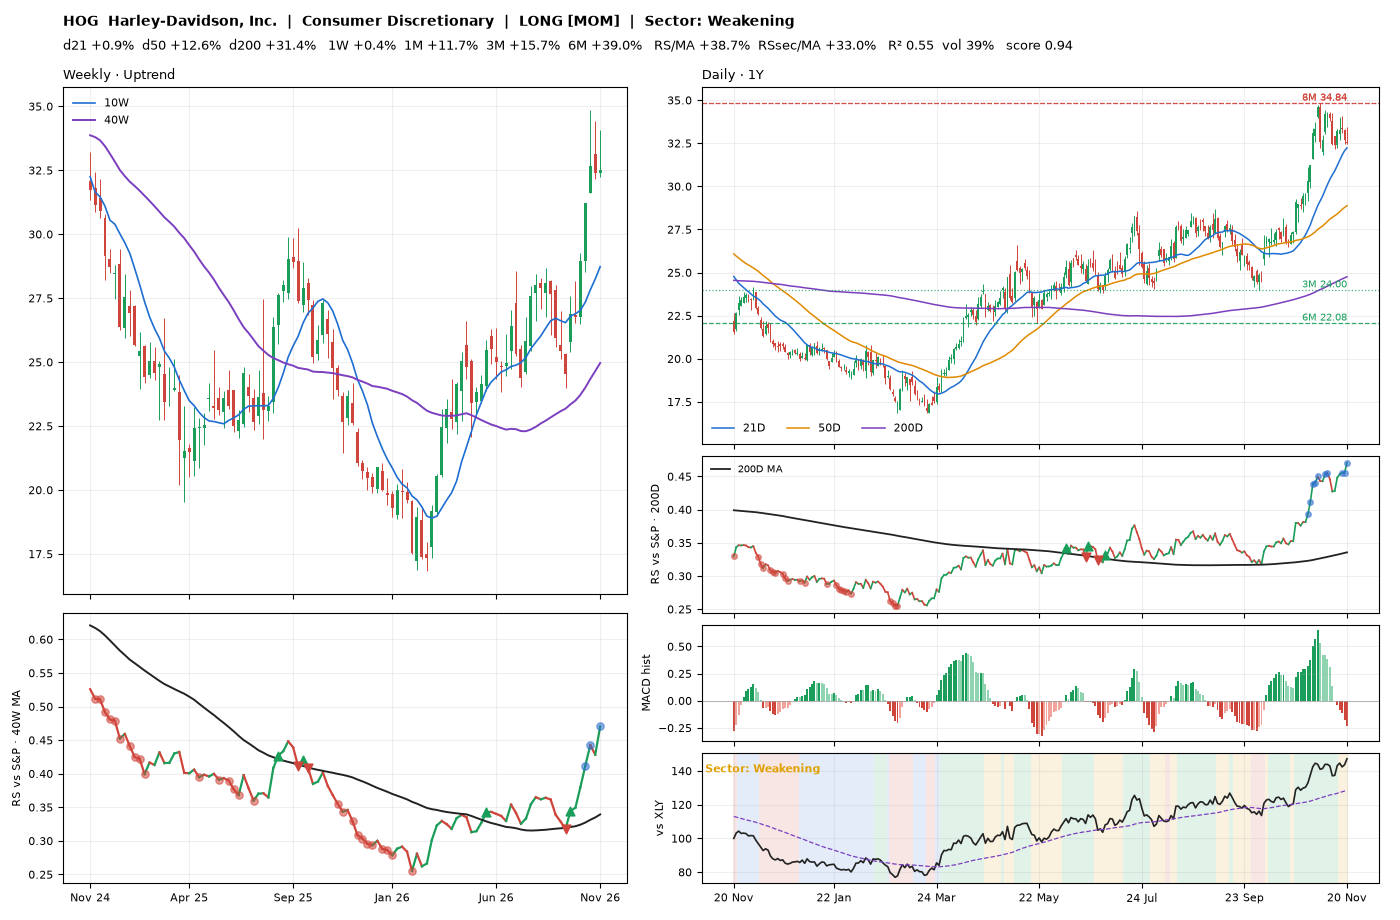 HOG  Harley-Davidson, Inc.  |  Consumer Discretionary  |  LONG [MOM]  |  Sector: Weakening
d21 +0.9%  d50 +12.6%  d200 +31.4%   1W +0.4%  1M +11.7%  3M +15.7%  6M +39.0%   RS/MA +38.7%  RSsec/MA +33.0%   R² 0.55  vol 39%   score 0.94
Weekly · Uptrend
10W
40W
35.0
32.5
30.0
27.5
25.0
22.5
20.0
17.5
Daily · 1Y
6M 34.84
3M 24.00
6M 22.08
35.0
32.5
30.0
27.5
25.0
22.5
20.0
17.5
21D
50D
200D
RS vs S&P · 200D
200D MA
0.45
0.40
0.35
0.30
0.25
RS vs S&P · 40W MA
0.60
0.55
0.50
0.45
0.40
0.35
0.30
0.25
Nov 24
Apr 25
Sep 25
Jan 26
Jun 26
Nov 26
MACD hist
0.50
0.25
0.00
−0.25
vs XLY
Sector: Weakening
140
120
100
80
20 Nov
22 Jan
24 Mar
22 May
24 Jul
23 Sep
20 Nov